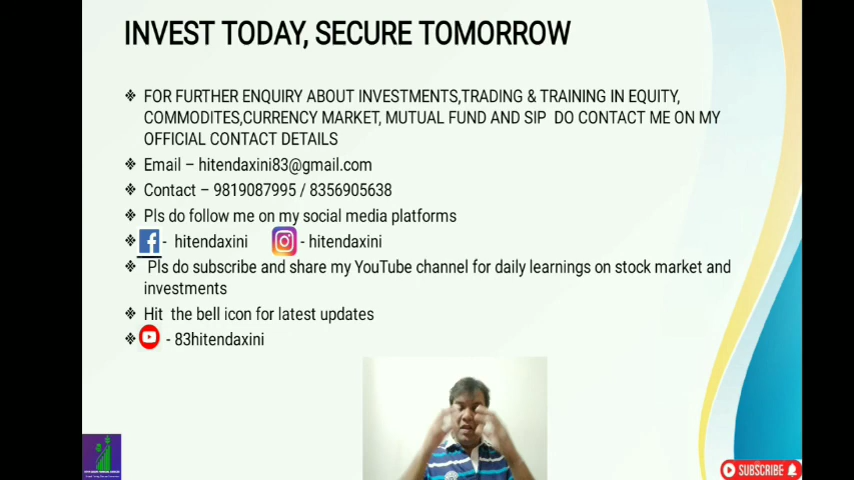 INVEST TODAY, SECURE TOMORROW
FOR FURTHER ENQUIRY ABOUT INVESTMENTS,TRADING & TRAINING IN EQUITY,
COMMODITES,CURRENCY MARKET, MUTUAL FUND AND SIP DO CONTACT ME ON MY
OFFICIAL CONTACT DETAILS
Email – hitendaxini83@gmail.com
Contact – 9819087995 / 8356905638
Pls do follow me on my social media platforms
f - hitendaxini - hitendaxini
Pls do subscribe and share my YouTube channel for daily learnings on stock market and
investments
Hit the bell icon for latest updates
- 83hitendaxini
SUBSCRIBE